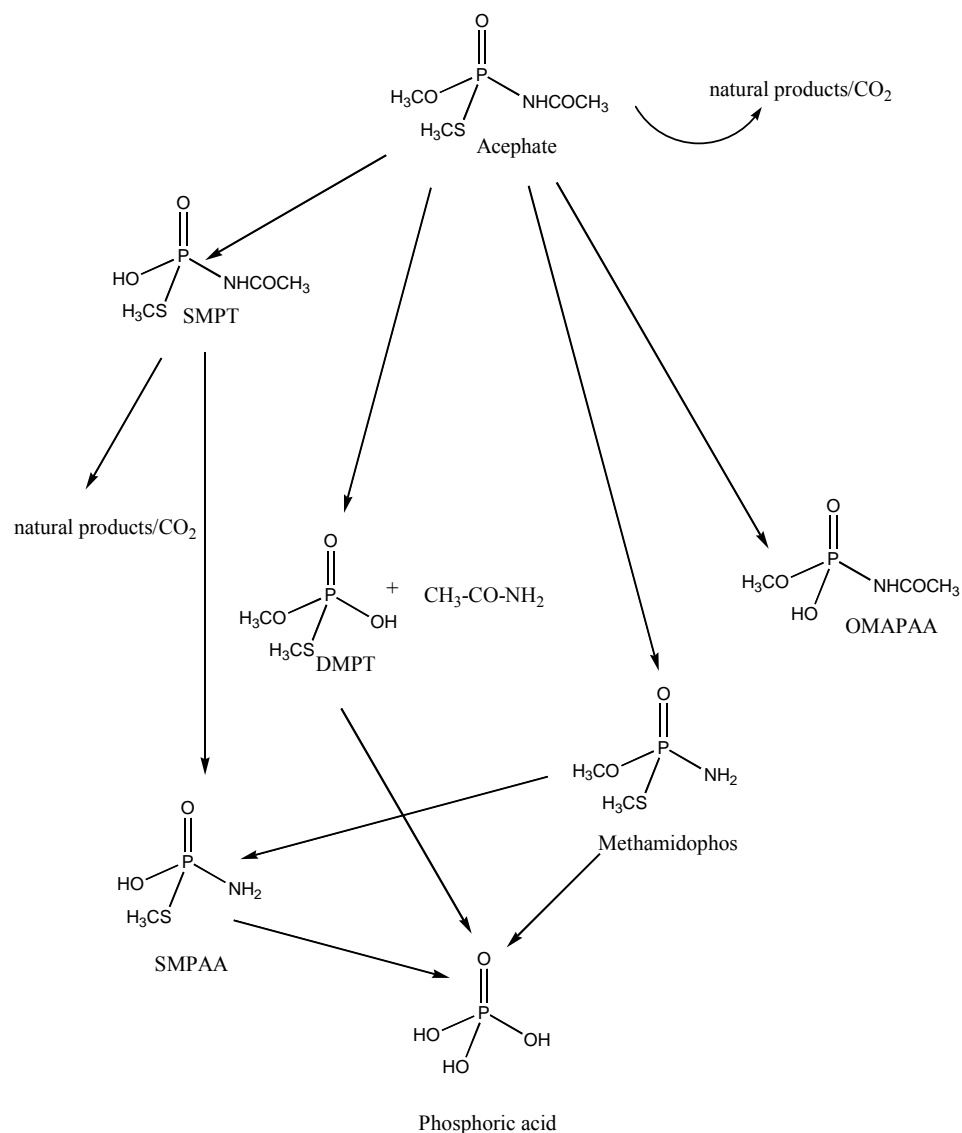 O
P
H₃CO
NHCOCH₃
H₃CS
Acephate
natural products/CO₂
O
P
HO
NHCOCH₃
H₃CS
SMPT
natural products/CO₂
O
P
H₃CO
OH
H₃CS
DMPT
+
CH₃-CO-NH₂
O
P
H₃CO
NHCOCH₃
HO
OMAPAA
O
P
H₃CO
NH₂
H₃CS
Methamidophos
O
P
HO
NH₂
H₃CS
SMPAA
O
P
HO
OH
HO
Phosphoric acid